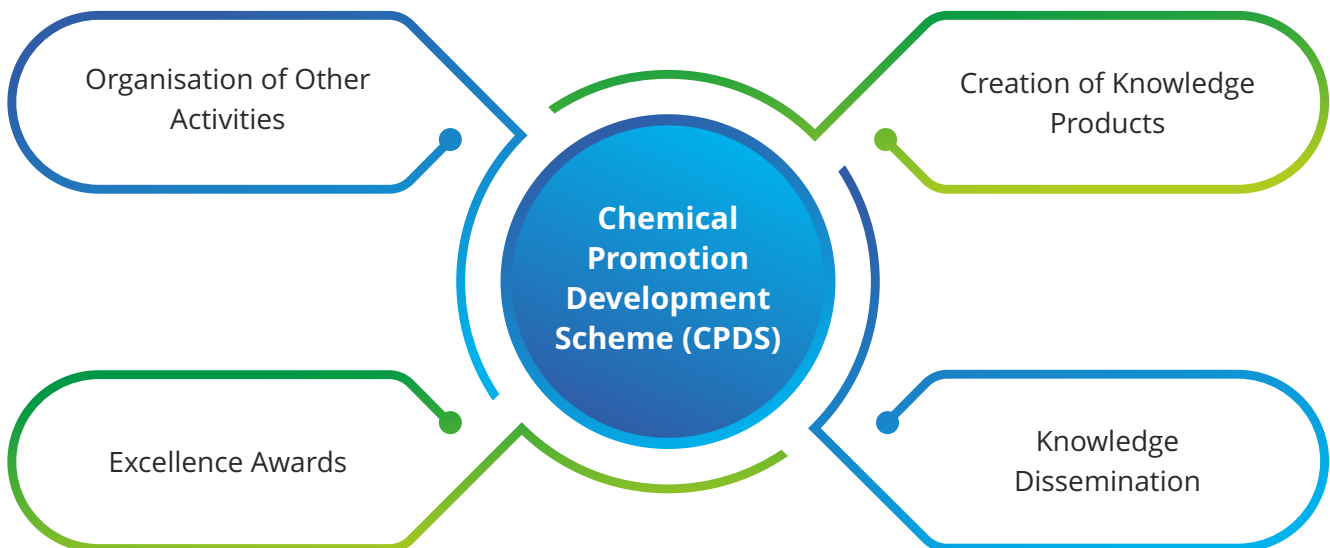 Organisation of Other
Activities
Creation of Knowledge
Products
Chemical
Promotion
Development
Scheme (CPDS)
Excellence Awards
Knowledge
Dissemination